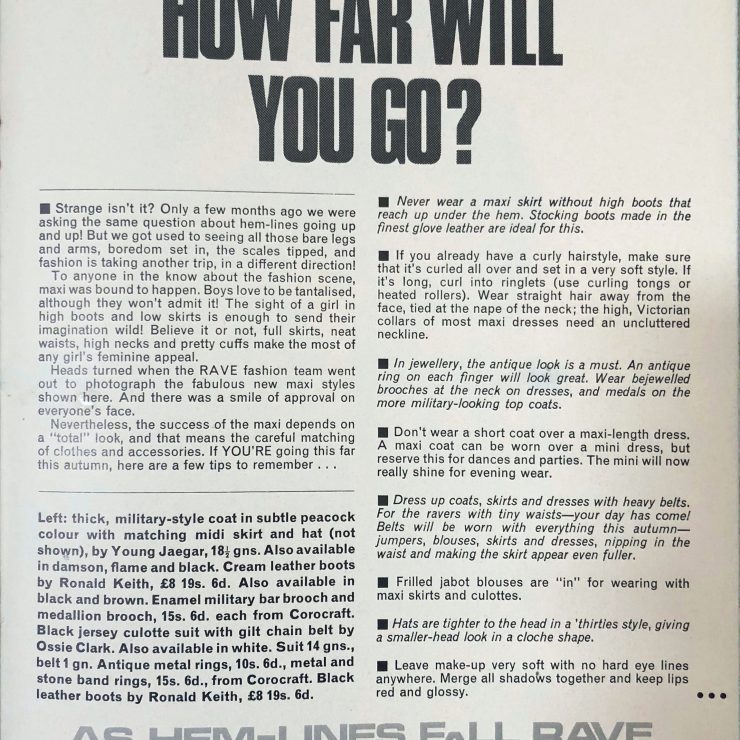 HOW FAR WILL
YOU GO?
■ Strange isn't it? Only a few months ago we were
asking the same question about hem-lines going up
and up! But we got used to seeing all those bare legs
and arms, boredom set in, the scales tipped, and
fashion is taking another trip, in a different direction!
To anyone in the know about the fashion scene,
maxi was bound to happen. Boys love to be tantalised,
although they won't admit it! The sight of a girl in
high boots and low skirts is enough to send their
imagination wild! Believe it or not, full skirts, neat
waists, high necks and pretty cuffs make the most of
any girl's feminine appeal.
Heads turned when the RAVE fashion team went
out to photograph the fabulous new maxi styles
shown here. And there was a smile of approval on
everyone's face.
Nevertheless, the success of the maxi depends on
a "total" look, and that means the careful matching
of clothes and accessories. If YOU'RE going this far
this autumn, here are a few tips to remember . . .
Left: thick, military-style coat in subtle peacock
colour with matching midi skirt and hat (not
shown), by Young Jaegar, 18½ gns. Also available
in damson, flame and black. Cream leather boots
by Ronald Keith, £8 19s. 6d. Also available in
black and brown. Enamel military bar brooch and
medallion brooch, 15s. 6d. each from Corocraft.
Black jersey culotte suit with gilt chain belt by
Ossie Clark. Also available in white. Suit 14 gns.,
belt 1 gn. Antique metal rings, 10s. 6d., metal and
stone band rings, 15s. 6d., from Corocraft. Black
leather boots by Ronald Keith, £8 19s. 6d.
■ Never wear a maxi skirt without high boots that
reach up under the hem. Stocking boots made in the
finest glove leather are ideal for this.
■ If you already have a curly hairstyle, make sure
that it's curled all over and set in a very soft style. If
it's long, curl into ringlets (use curling tongs or
heated rollers). Wear straight hair away from the
face, tied at the nape of the neck; the high, Victorian
collars of most maxi dresses need an uncluttered
neckline.
■ In jewellery, the antique look is a must. An antique
ring on each finger will look great. Wear bejewelled
brooches at the neck on dresses, and medals on the
more military-looking top coats.
■ Don't wear a short coat over a maxi-length dress.
A maxi coat can be worn over a mini dress, but
reserve this for dances and parties. The mini will now
really shine for evening wear.
■ Dress up coats, skirts and dresses with heavy belts.
For the ravers with tiny waists—your day has come!
Belts will be worn with everything this autumn—
jumpers, blouses, skirts and dresses, nipping in the
waist and making the skirt appear even fuller.
■ Frilled jabot blouses are "in" for wearing with
maxi skirts and culottes.
■ Hats are tighter to the head in a 'thirties style, giving
a smaller-head look in a cloche shape.
■ Leave make-up very soft with no hard eye lines
anywhere. Merge all shadows together and keep lips
red and glossy. •••
AS HEM-LINES FALL RAVE